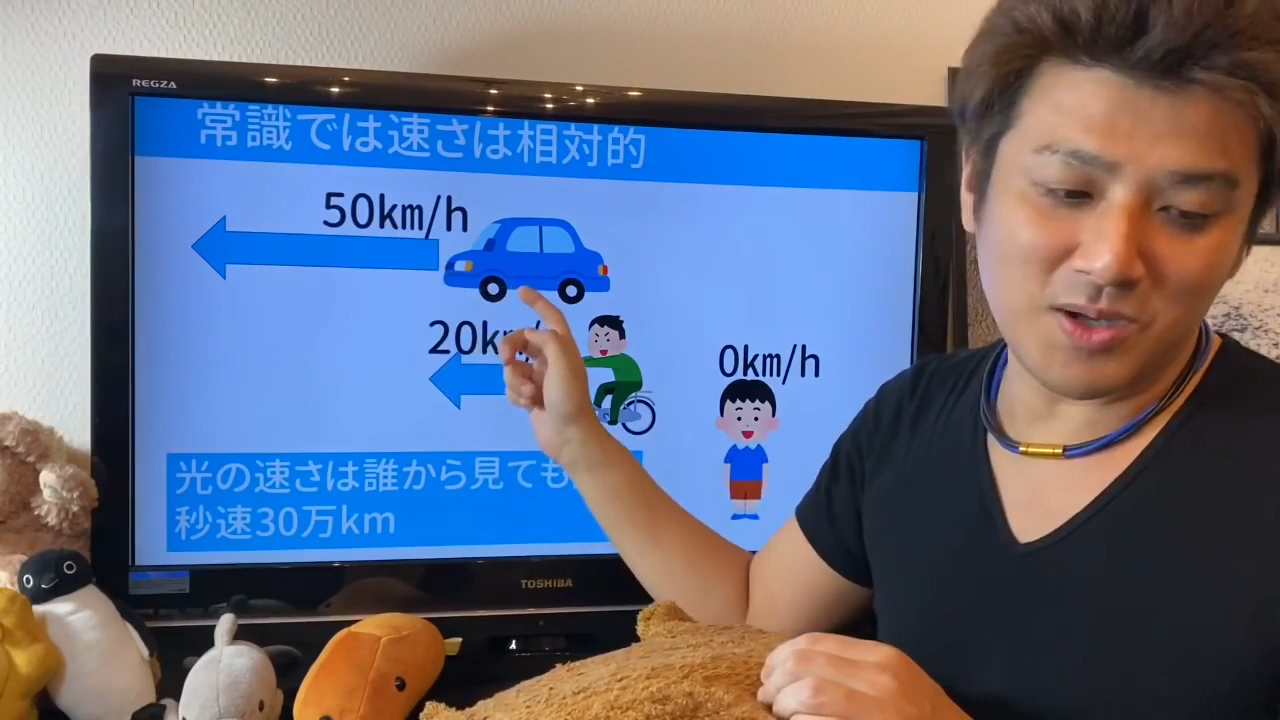 REGZA
常識では速さは相対的
50km/h
20km/
0km/h
光の速さは誰から見ても
秒速30万km
TOSHIBA